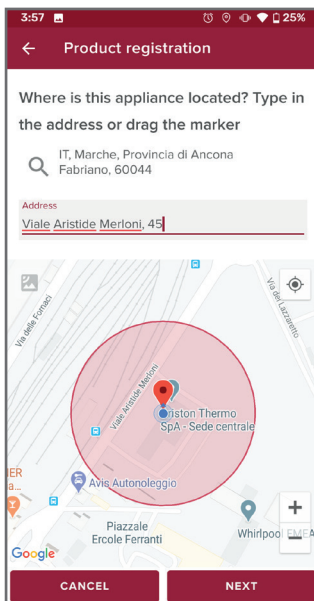 3:57
25%
Product registration
Where is this appliance located? Type in
the address or drag the marker
IT, Marche, Provincia di Ancona
Fabriano, 60044
Address
Viale Aristide Merloni, 45
Via delle Fornaci
Viale Aristide Merloni
Via del Lazzaretto
riston Thermo
SpA - Sede centrale
ER
a...
Avis Autonoleggio
Piazzale
Ercole Ferranti
Whirlpool EMEA
Google
+
−
CANCEL
NEXT